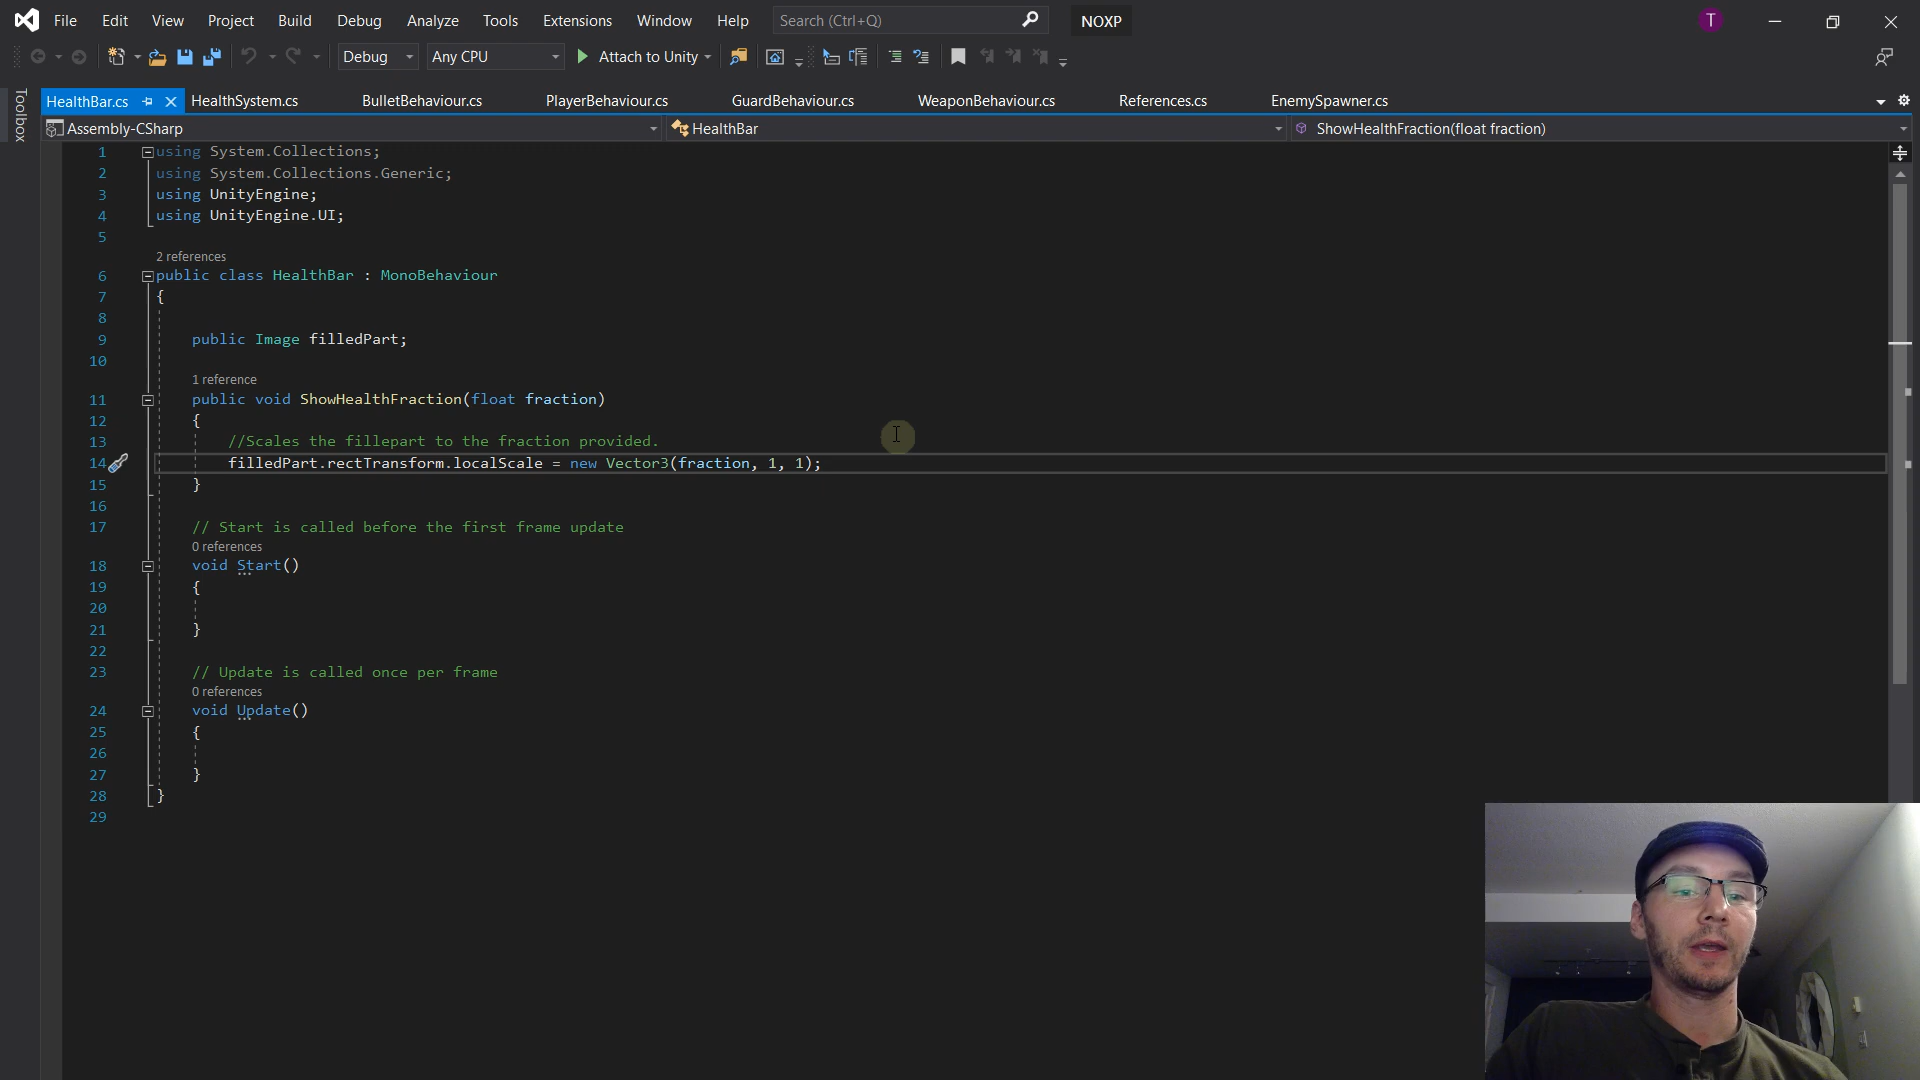 File Edit View Project Build Debug Analyze Tools Extensions Window Help Search (Ctrl+Q) NOXP T
Debug Any CPU Attach to Unity
Toolbox
HealthBar.cs HealthSystem.cs BulletBehaviour.cs PlayerBehaviour.cs GuardBehaviour.cs WeaponBehaviour.cs References.cs EnemySpawner.cs
Assembly-CSharp HealthBar ShowHealthFraction(float fraction)
1 using System.Collections;
2 using System.Collections.Generic;
3 using UnityEngine;
4 using UnityEngine.UI;
5
2 references
6 public class HealthBar : MonoBehaviour
7 {
8
9 public Image filledPart;
10
1 reference
11 public void ShowHealthFraction(float fraction)
12 {
13 //Scales the fillepart to the fraction provided.
14 filledPart.rectTransform.localScale = new Vector3(fraction, 1, 1);
15 }
16
17 // Start is called before the first frame update
0 references
18 void Start()
19 {
20
21 }
22
23 // Update is called once per frame
0 references
24 void Update()
25 {
26
27 }
28 }
29